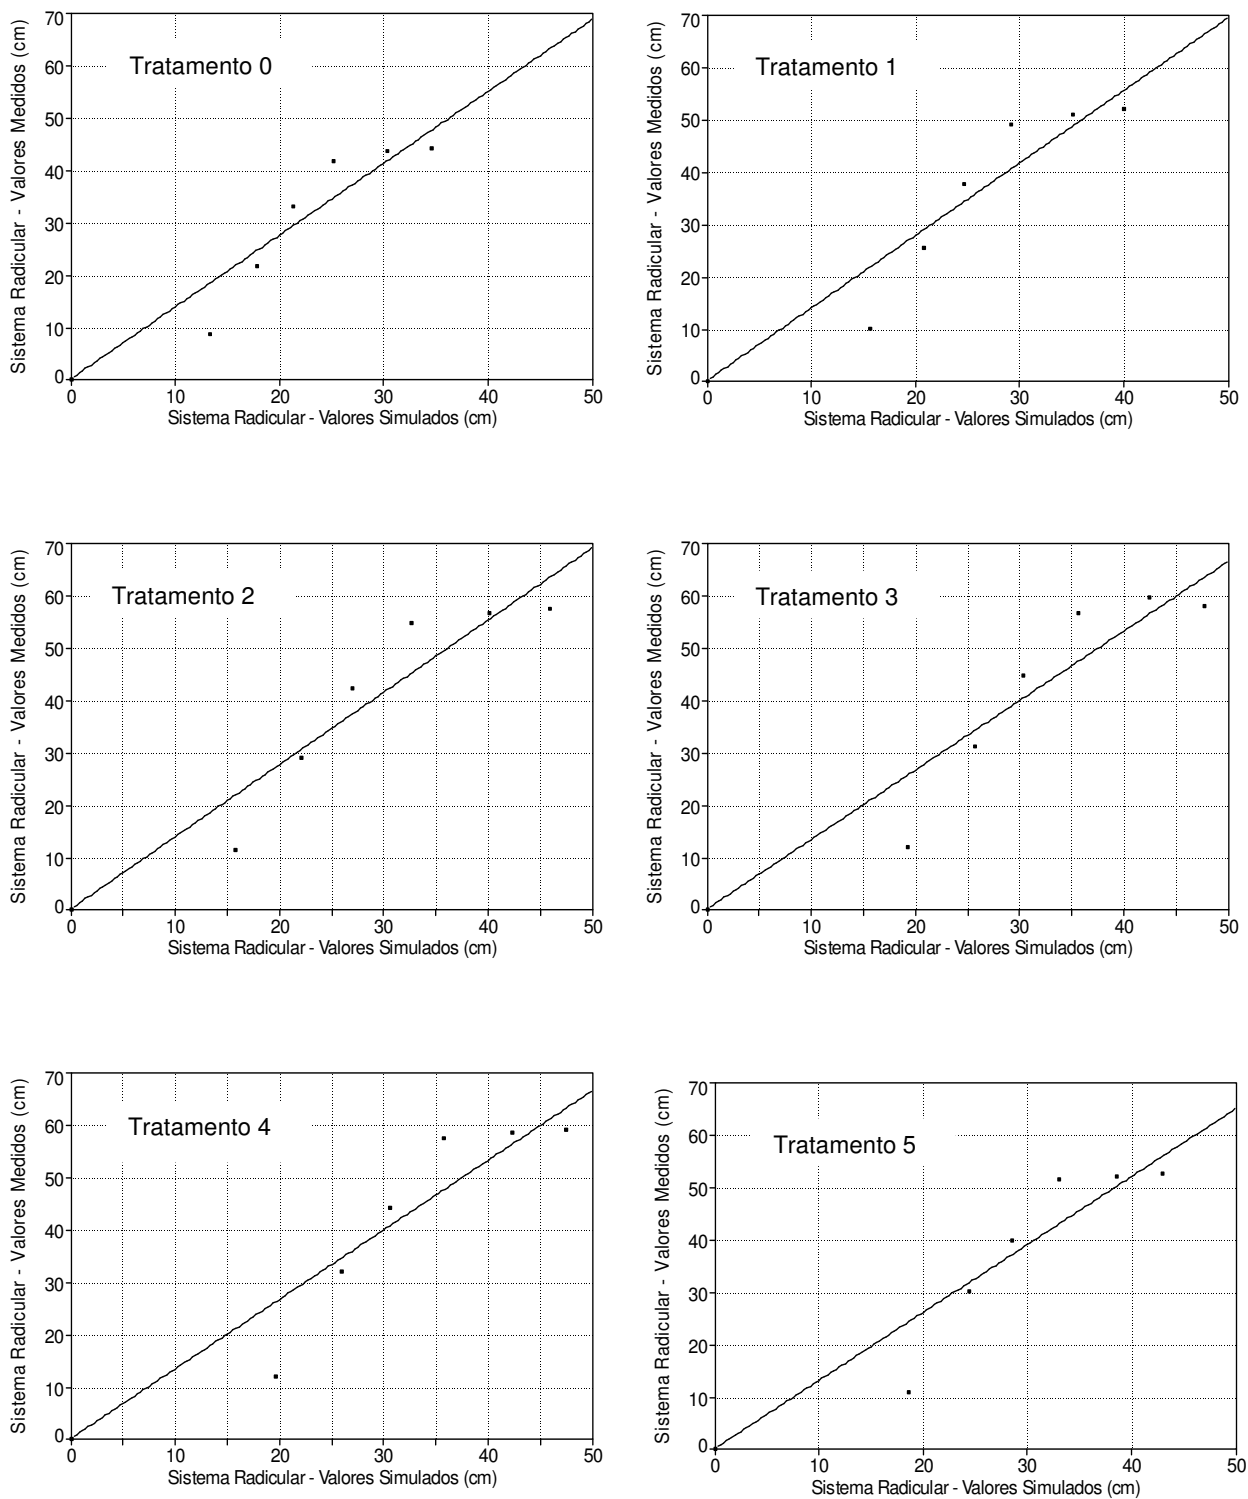 Sistema Radicular - Valores Medidos (cm)
70
60
50
40
30
20
10
0
Tratamento 0
0 10 20 30 40 50
Sistema Radicular - Valores Simulados (cm)
Sistema Radicular - Valores Medidos (cm)
70
60
50
40
30
20
10
0
Tratamento 1
0 10 20 30 40 50
Sistema Radicular - Valores Simulados (cm)
Sistema Radicular - Valores Medidos (cm)
70
60
50
40
30
20
10
0
Tratamento 2
0 10 20 30 40 50
Sistema Radicular - Valores Simulados (cm)
Sistema Radicular - Valores Medidos (cm)
70
60
50
40
30
20
10
0
Tratamento 3
0 10 20 30 40 50
Sistema Radicular - Valores Simulados (cm)
Sistema Radicular - Valores Medidos (cm)
70
60
50
40
30
20
10
0
Tratamento 4
0 10 20 30 40 50
Sistema Radicular - Valores Simulados (cm)
Sistema Radicular - Valores Medidos (cm)
70
60
50
40
30
20
10
0
Tratamento 5
0 10 20 30 40 50
Sistema Radicular - Valores Simulados (cm)